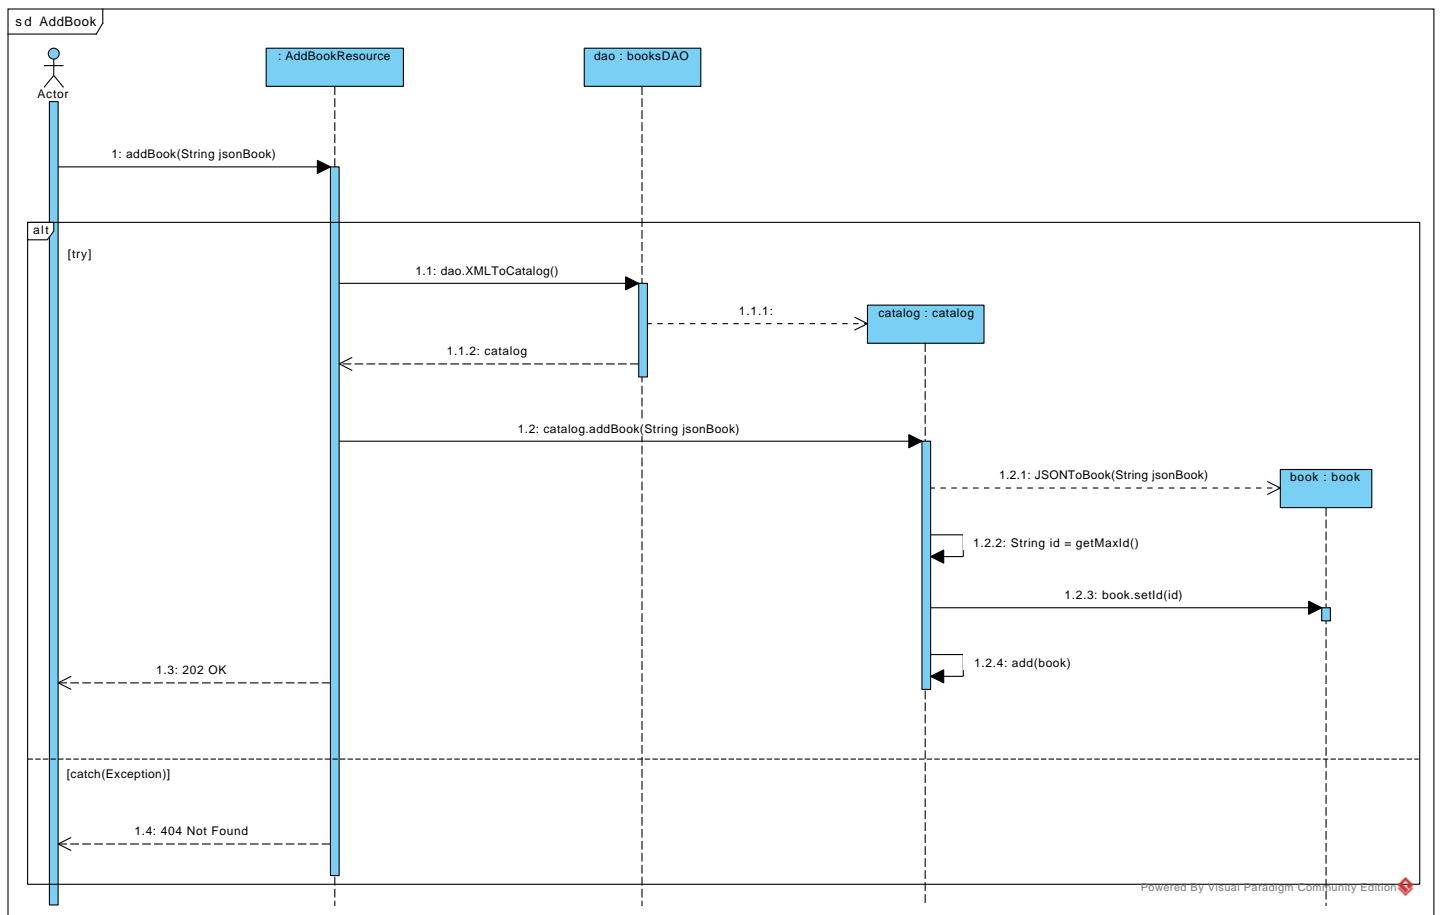 sd AddBook
: AddBookResource
dao : booksDAO
Actor
1: addBook(String jsonBook)
alt
[try]
1.1: dao.XMLToCatalog()
1.1.1:
catalog : catalog
1.1.2: catalog
1.2: catalog.addBook(String jsonBook)
1.2.1: JSONToBook(String jsonBook)
book : book
1.2.2: String id = getMaxId()
1.2.3: book.setId(id)
1.2.4: add(book)
1.3: 202 OK
[catch(Exception)]
1.4: 404 Not Found
Powered By Visual Paradigm Community Edition